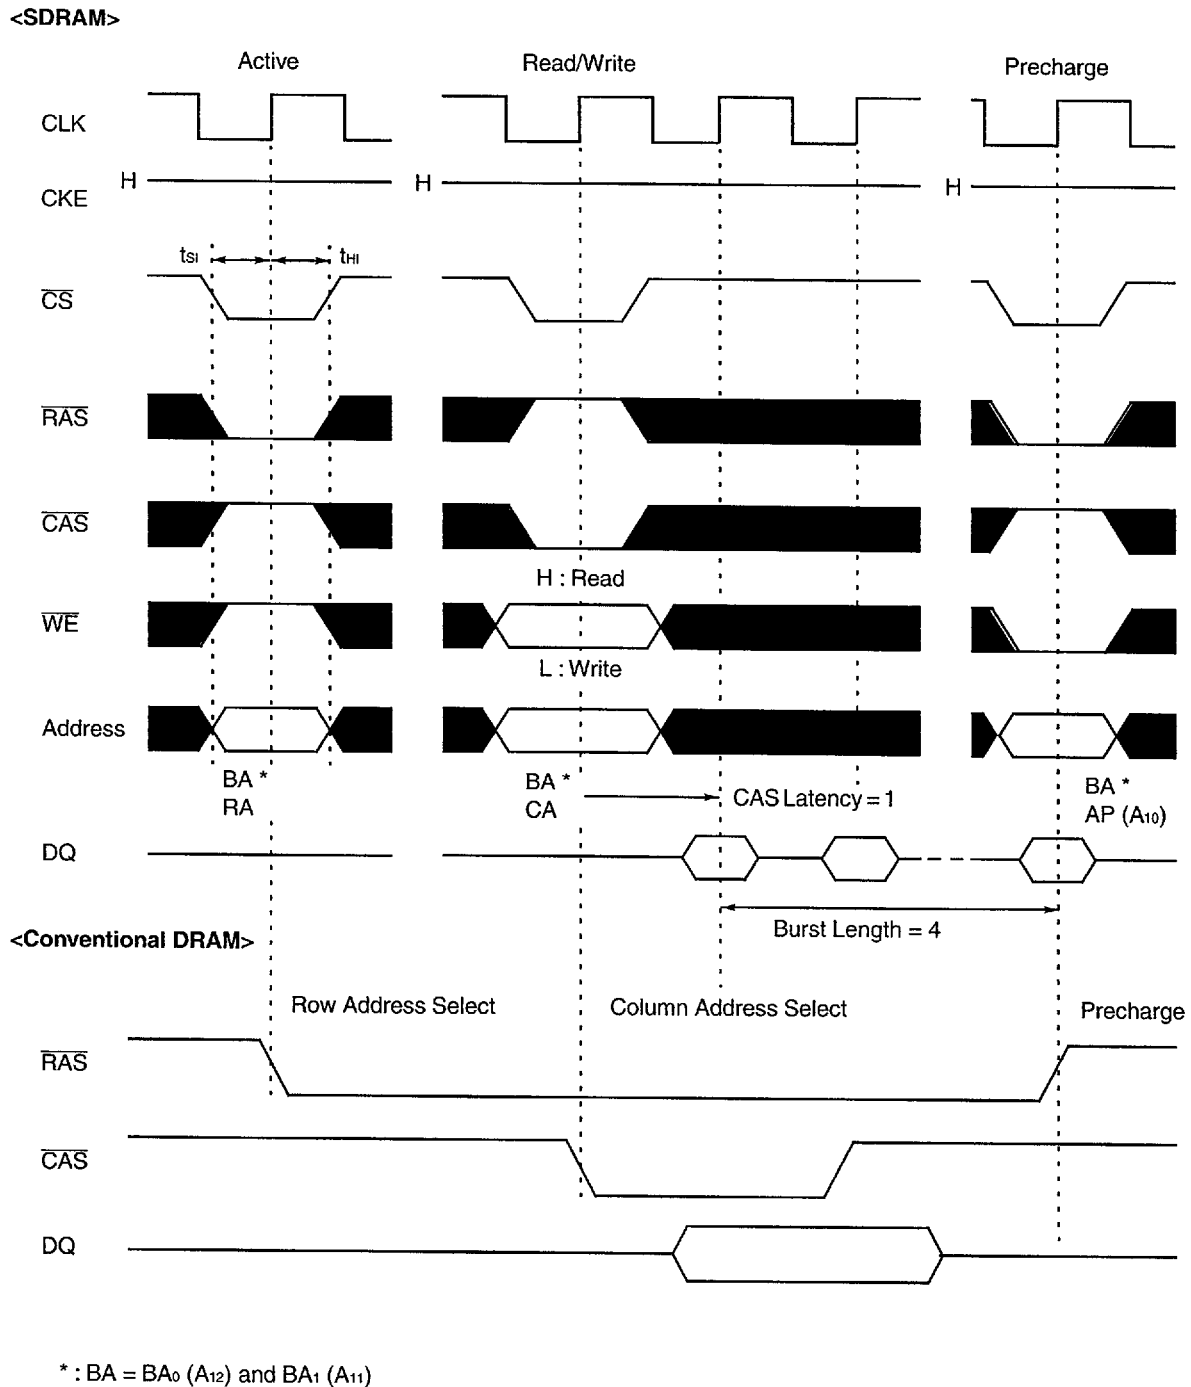 <SDRAM>
Active Read/Write Precharge
CLK
H H H
CKE
tSI tHI
CS
RAS
CAS
H : Read
WE
L : Write
Address
BA * BA * CAS Latency = 1 BA *
RA CA AP (A10)
DQ
Burst Length = 4
<Conventional DRAM>
Row Address Select Column Address Select Precharge
RAS
CAS
DQ
* : BA = BA0 (A12) and BA1 (A11)